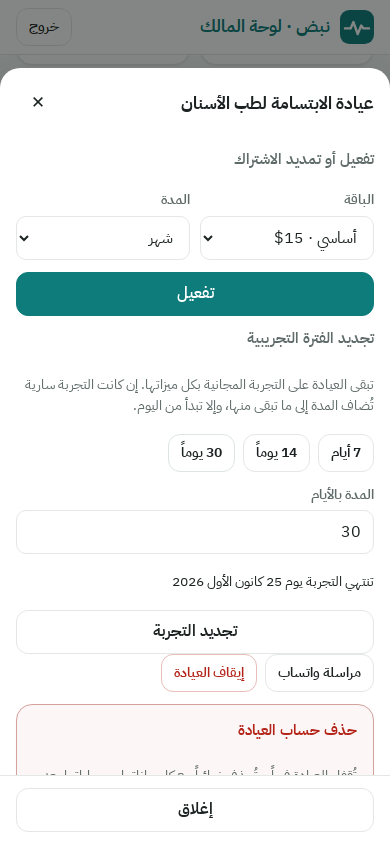 نبض · لوحة المالك
خروج
عيادة الابتسامة لطب الأسنان
✕
تفعيل أو تمديد الاشتراك
الباقة
المدة
أساسي · 15$
شهر
تفعيل
تجديد الفترة التجريبية
تبقى العيادة على التجربة المجانية بكل ميزاتها. إن كانت التجربة سارية
تُضاف المدة إلى ما تبقى منها، وإلا تبدأ من اليوم.
7 أيام
14 يوماً
30 يوماً
المدة بالأيام
30
تنتهي التجربة يوم 25 كانون الأول 2026
تجديد التجربة
مراسلة واتساب
إيقاف العيادة
حذف حساب العيادة
إغلاق